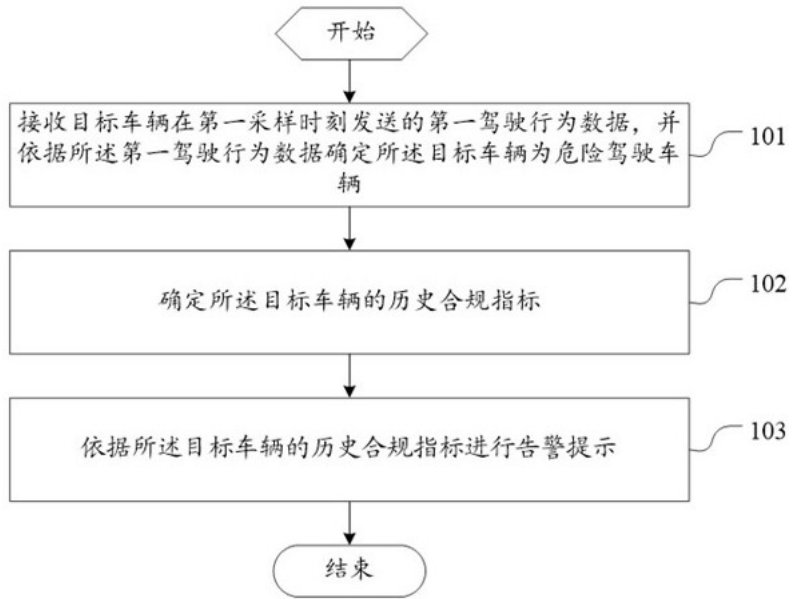 开始
接收目标车辆在第一采样时刻发送的第一驾驶行为数据，并
依据所述第一驾驶行为数据确定所述目标车辆为危险驾驶车
辆
101
确定所述目标车辆的历史合规指标
102
依据所述目标车辆的历史合规指标进行告警提示
103
结束